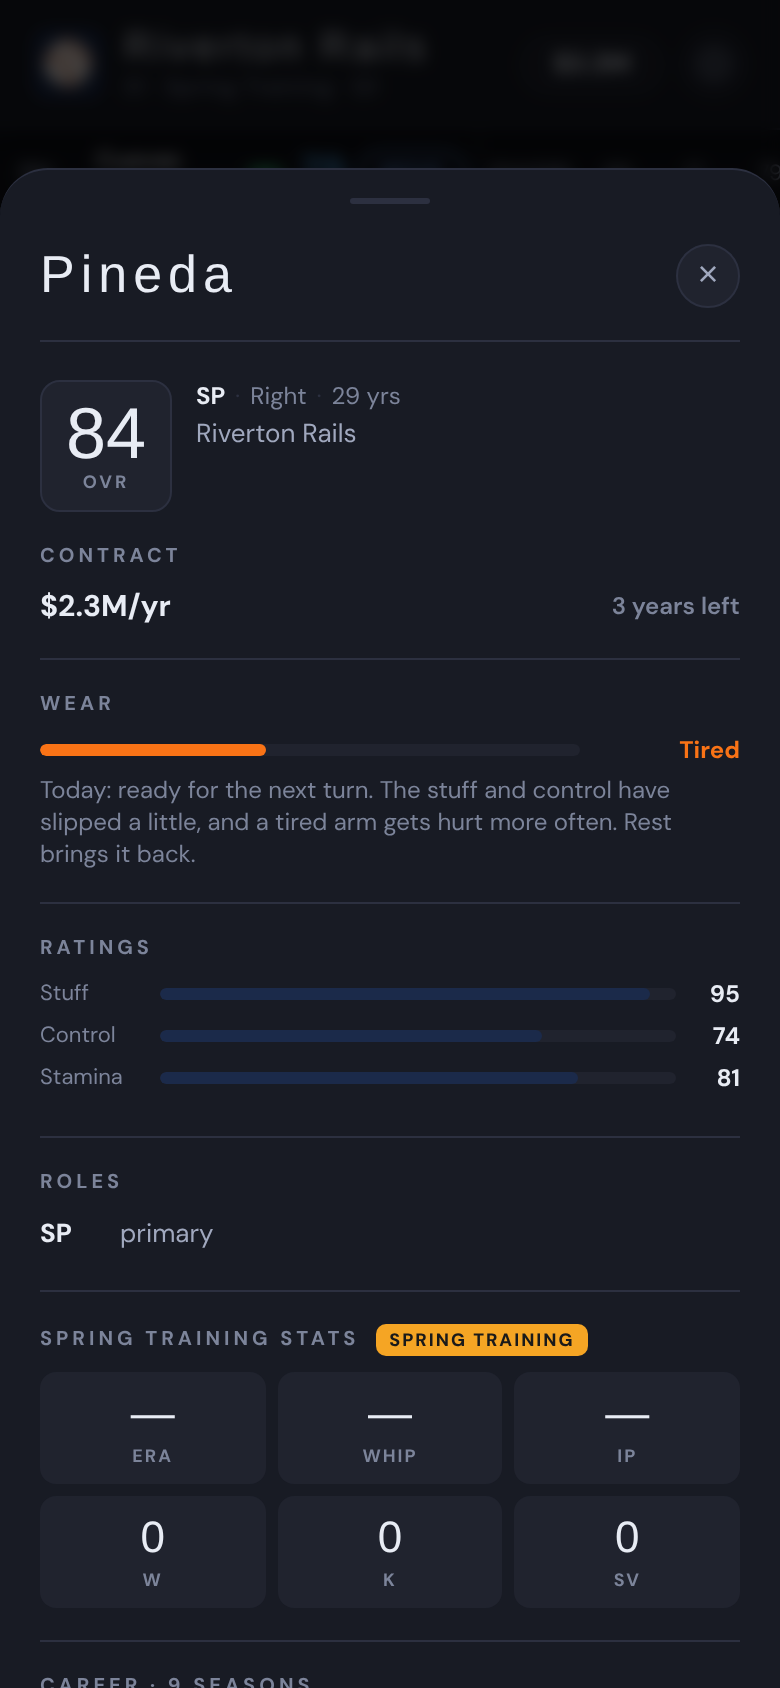 Riverton Rails
Pineda
×
84
OVR
SP · Right · 29 yrs
Riverton Rails
CONTRACT
$2.3M/yr
3 years left
WEAR
Tired
Today: ready for the next turn. The stuff and control have
slipped a little, and a tired arm gets hurt more often. Rest
brings it back.
RATINGS
Stuff 95
Control 74
Stamina 81
ROLES
SP primary
SPRING TRAINING STATS SPRING TRAINING
— — —
ERA WHIP IP
0 0 0
W K SV
CAREER · 9 SEASONS